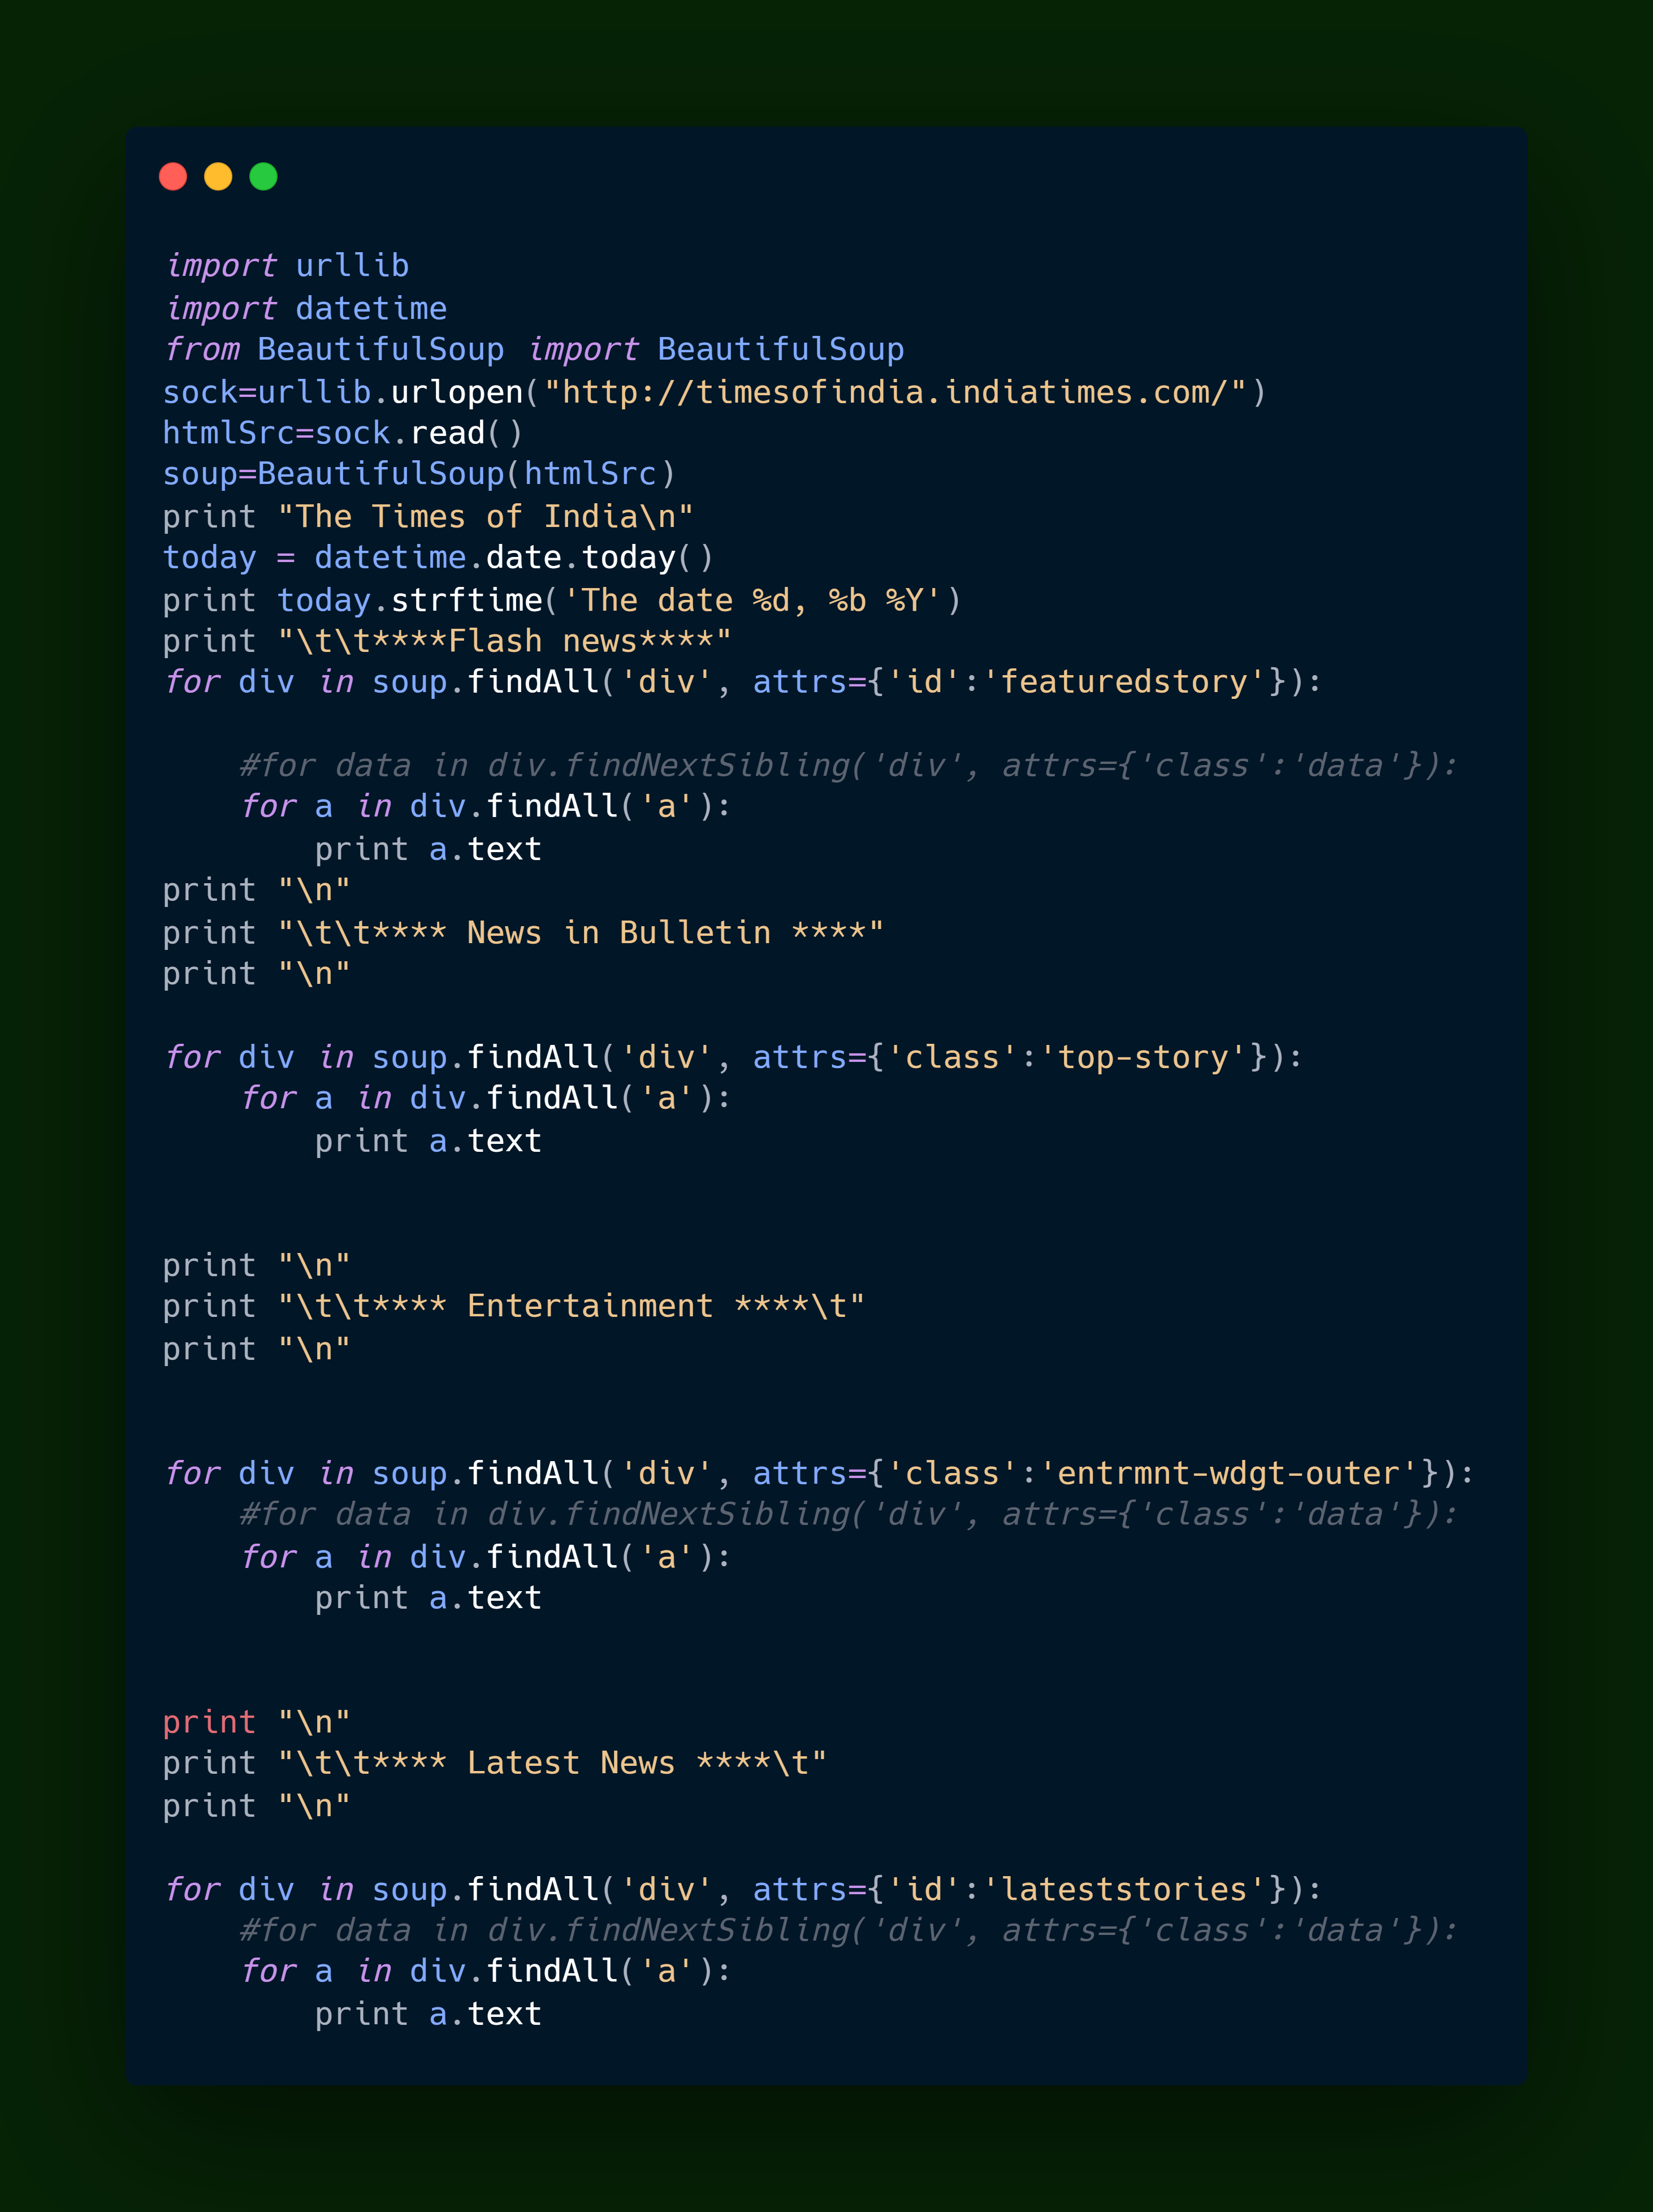 import urllib
import datetime
from BeautifulSoup import BeautifulSoup
sock=urllib.urlopen("http://timesofindia.indiatimes.com/")
htmlSrc=sock.read()
soup=BeautifulSoup(htmlSrc)
print "The Times of India\n"
today = datetime.date.today()
print today.strftime('The date %d, %b %Y')
print "\t\t****Flash news****"
for div in soup.findAll('div', attrs={'id':'featuredstory'}):
    #for data in div.findNextSibling('div', attrs={'class':'data'}):
    for a in div.findAll('a'):
        print a.text
print "\n"
print "\t\t**** News in Bulletin ****"
print "\n"
for div in soup.findAll('div', attrs={'class':'top-story'}):
    for a in div.findAll('a'):
        print a.text
print "\n"
print "\t\t**** Entertainment ****\t"
print "\n"
for div in soup.findAll('div', attrs={'class':'entrmnt-wdgt-outer'}):
    #for data in div.findNextSibling('div', attrs={'class':'data'}):
    for a in div.findAll('a'):
        print a.text
print "\n"
print "\t\t**** Latest News ****\t"
print "\n"
for div in soup.findAll('div', attrs={'id':'lateststories'}):
    #for data in div.findNextSibling('div', attrs={'class':'data'}):
    for a in div.findAll('a'):
        print a.text